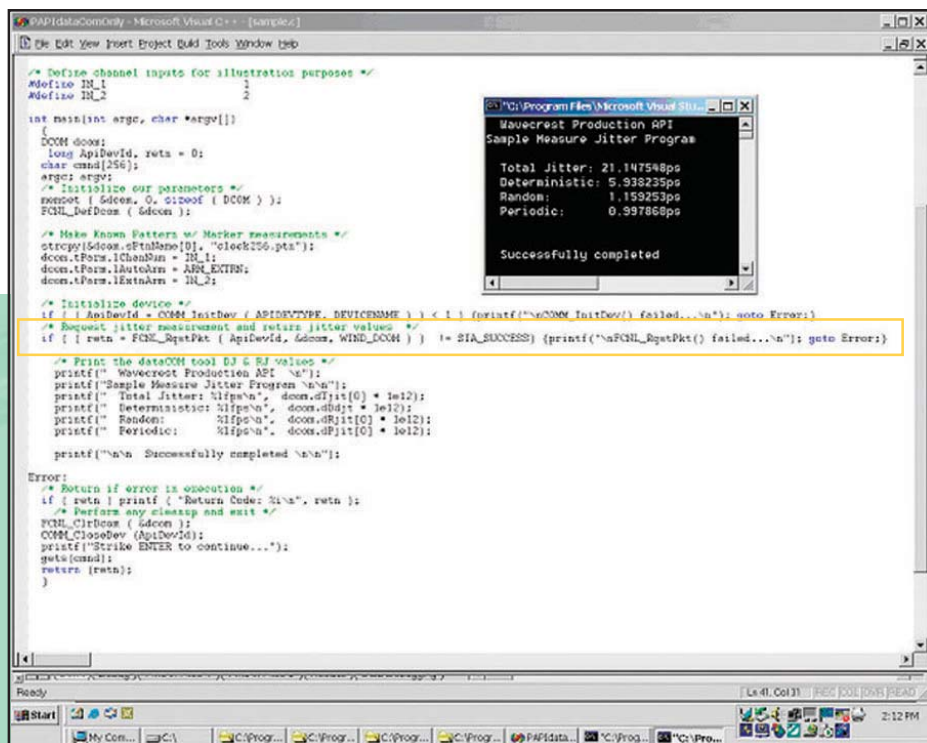 PAPIdataComOnly - Microsoft Visual C++ - [sample.c]
File Edit View Insert Project Build Tools Window Help
/* Define channel inputs for illustration purposes */
#define IN_1 1
#define IN_2 2
int main(int argc, char *argv[])
{
DCOM dcom;
long ApiDevId, retn = 0;
char cmnd[256];
argc; argv;
/* Initialize our parameters */
memset ( &dcom, 0, sizeof ( DCOM ) );
FCNL_DefDcom ( &dcom );
/* Make Known Pattern w/ Marker measurements */
strcpy(&dcom.sPtnName[0], "clock256.ptn");
dcom.tParm.lChanNum = IN_1;
dcom.tParm.lAutoArm = ARM_EXTRN;
dcom.tParm.lExtnArm = IN_2;
/* Initialize device */
if ( ( ApiDevId = COMM_InitDev ( APIDEVTYPE, DEVICENAME ) ) < 1 ) {printf("\nCOMM_InitDev() failed...\n"); goto Error;}
/* Request jitter measurement and return jitter values */
if ( ( retn = FCNL_RqstPkt ( ApiDevId, &dcom, WIND_DCOM ) ) != SIA_SUCCESS) {printf("\nFCNL_RqstPkt() failed...\n"); goto Error;}
/* Print the dataCOM tool DJ & RJ values */
printf(" Wavecrest Production API \n");
printf("Sample Measure Jitter Program \n\n");
printf(" Total Jitter: %lfps\n", dcom.dTjit[0] * 1e12);
printf(" Deterministic: %lfps\n", dcom.dDdjt * 1e12);
printf(" Random: %lfps\n", dcom.dRjit[0] * 1e12);
printf(" Periodic: %lfps\n", dcom.dPjit[0] * 1e12);
printf("\n\n Successfully completed \n\n");
Error:
/* Return if error in execution */
if ( retn ) printf ( "Return Code: %i\n", retn );
/* Perform any cleanup and exit */
FCNL_ClrDcom ( &dcom );
COMM_CloseDev (ApiDevId);
printf("Strike ENTER to continue...");
gets(cmnd);
return (retn);
}
"C:\Program Files\Microsoft Visual Stu...
Wavecrest Production API
Sample Measure Jitter Program
Total Jitter: 21.147548ps
Deterministic: 5.938235ps
Random: 1.159253ps
Periodic: 0.997868ps
Successfully completed
Ready
Ln 41, Col 31 REC COL OVR READ
Start
My Com... C:\ C:\Progr... C:\Progr... C:\Progr... C:\Progr... PAPIdata... "C:\Prog... "C:\Pro...
2:12 PM